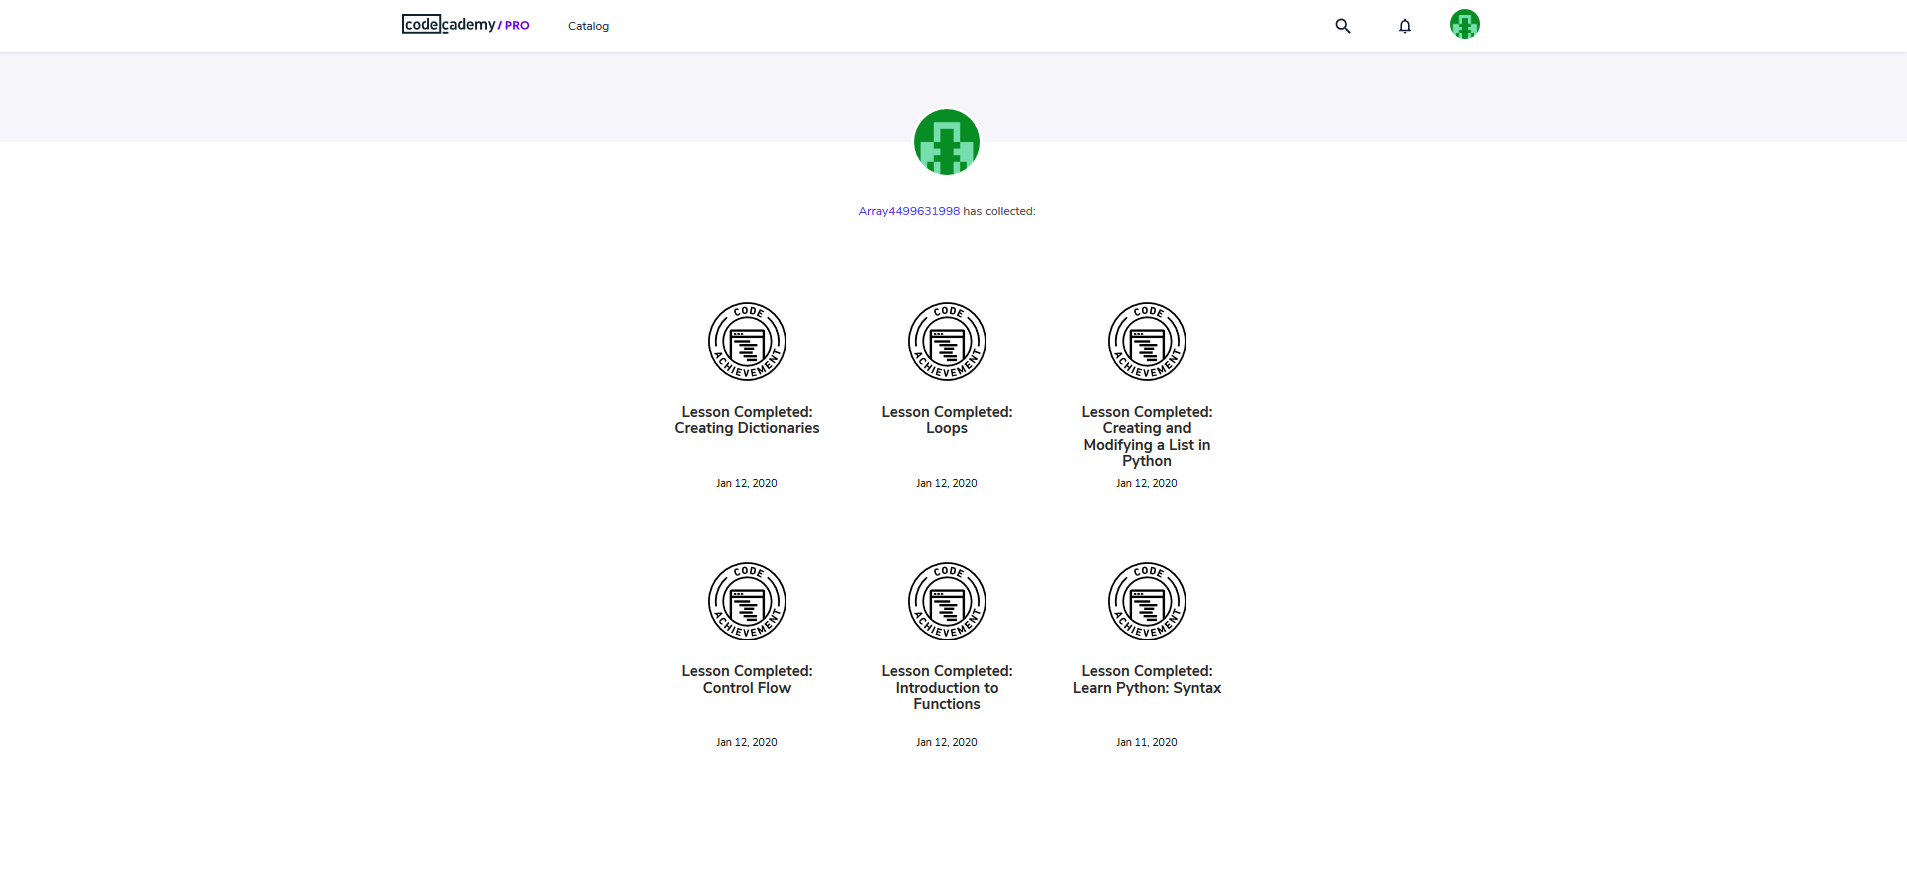 codecademy / PRO Catalog
Array4499631998 has collected:
CODE ACHIEVEMENT
CODE ACHIEVEMENT
CODE ACHIEVEMENT
Lesson Completed:
Creating Dictionaries
Lesson Completed:
Loops
Lesson Completed:
Creating and
Modifying a List in
Python
Jan 12, 2020
Jan 12, 2020
Jan 12, 2020
CODE ACHIEVEMENT
CODE ACHIEVEMENT
CODE ACHIEVEMENT
Lesson Completed:
Control Flow
Lesson Completed:
Introduction to
Functions
Lesson Completed:
Learn Python: Syntax
Jan 12, 2020
Jan 12, 2020
Jan 11, 2020